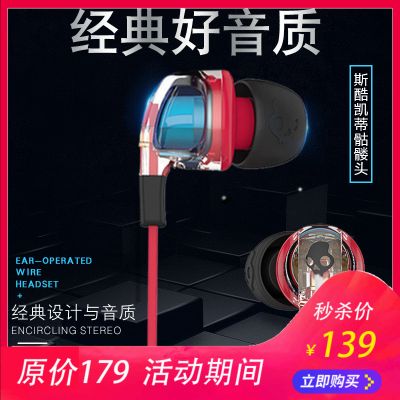 经典好音质
斯酷凯蒂骷髅头
EAR-OPERATED
WIRE
HEADSET
+
经典设计与音质
ENCIRCLING STEREO
秒杀价
¥139
立即购买
原价179 活动期间